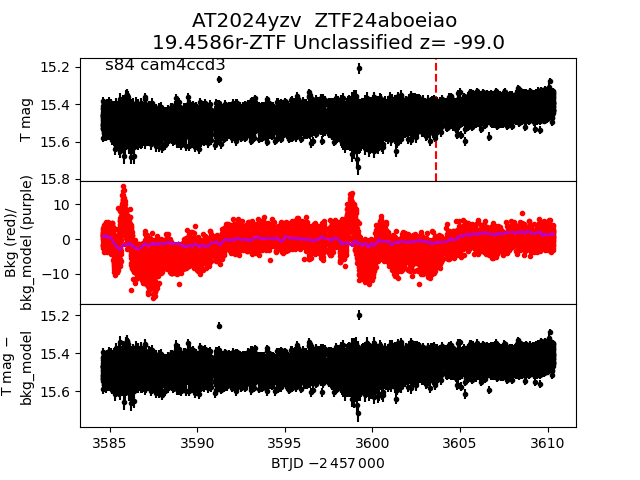 AT2024yzv  ZTF24aboeiao
19.4586r-ZTF Unclassified z= -99.0
s84 cam4ccd3
T mag
15.2
15.4
15.6
15.8
Bkg (red)/
bkg_model (purple)
10
0
−10
T mag −
bkg_model
15.2
15.4
15.6
3585 3590 3595 3600 3605 3610
BTJD −2 457 000